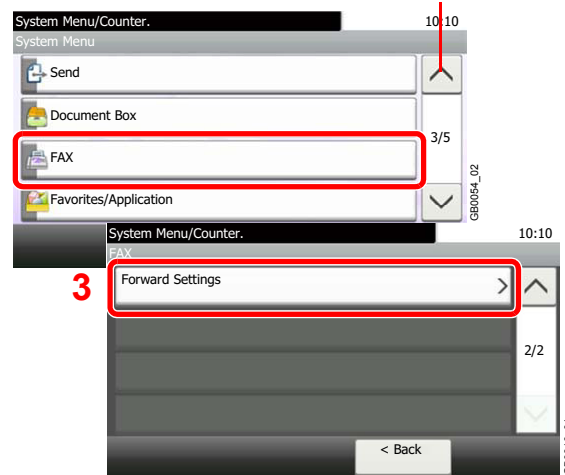 System Menu/Counter.
10:10
System Menu
Send
Document Box
3/5
FAX
Favorites/Application
GB0054_02
System Menu/Counter.
10:10
FAX
3
Forward Settings
2/2
< Back